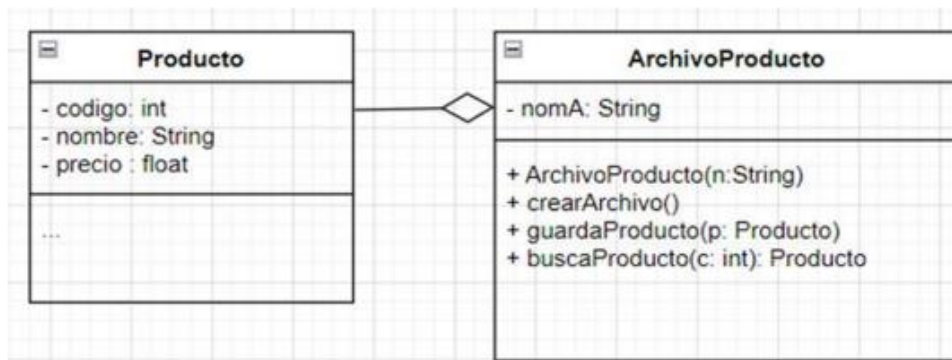 Producto
- codigo: int
- nombre: String
- precio : float
...
ArchivoProducto
- nomA: String
+ ArchivoProducto(n:String)
+ crearArchivo()
+ guardaProducto(p: Producto)
+ buscaProducto(c: int): Producto